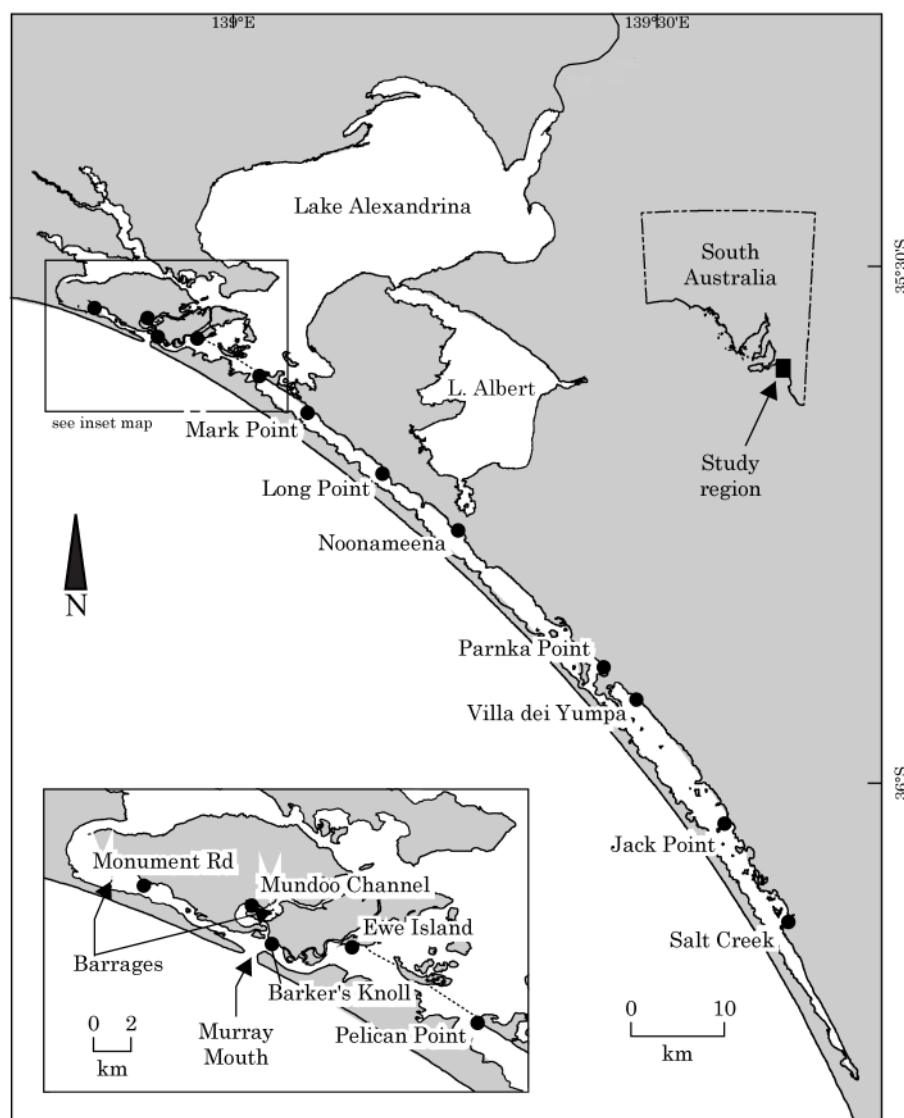 139°E
139°30'E
Lake Alexandrina
South
Australia
35°30'S
L. Albert
see inset map
Mark Point
Study
region
Long Point
Noonameena
N
Parnka Point
Villa dei Yumpa
36°S
Jack Point
Monument Rd
Mundoo Channel
Ewe Island
Salt Creek
Barrages
Barker's Knoll
0 2
km
Murray
Mouth
Pelican Point
0 10
km